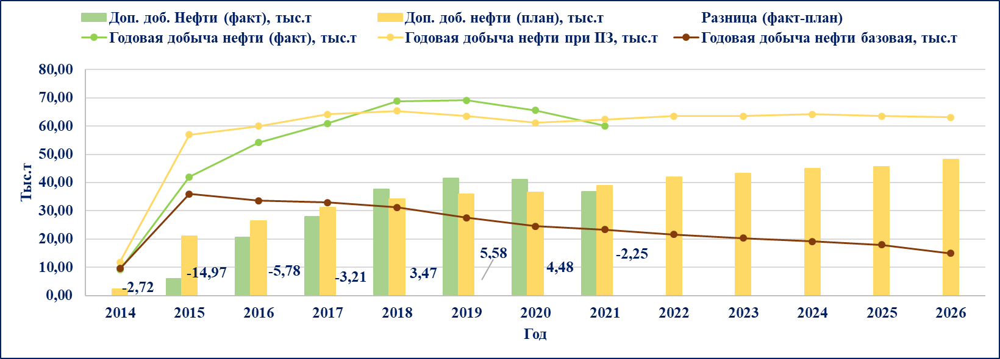 Доп. доб. Нефти (факт), тыс.т
Доп. доб. нефти (план), тыс.т
Разница (факт-план)
Годовая добыча нефти (факт), тыс.т
Годовая добыча нефти при ПЗ, тыс.т
Годовая добыча нефти базовая, тыс.т
80,00
70,00
60,00
50,00
40,00
30,00
20,00
10,00
0,00
Тыс.т
-2,72
-14,97
-5,78
-3,21
3,47
5,58
4,48
-2,25
2014 2015 2016 2017 2018 2019 2020 2021 2022 2023 2024 2025 2026
Год